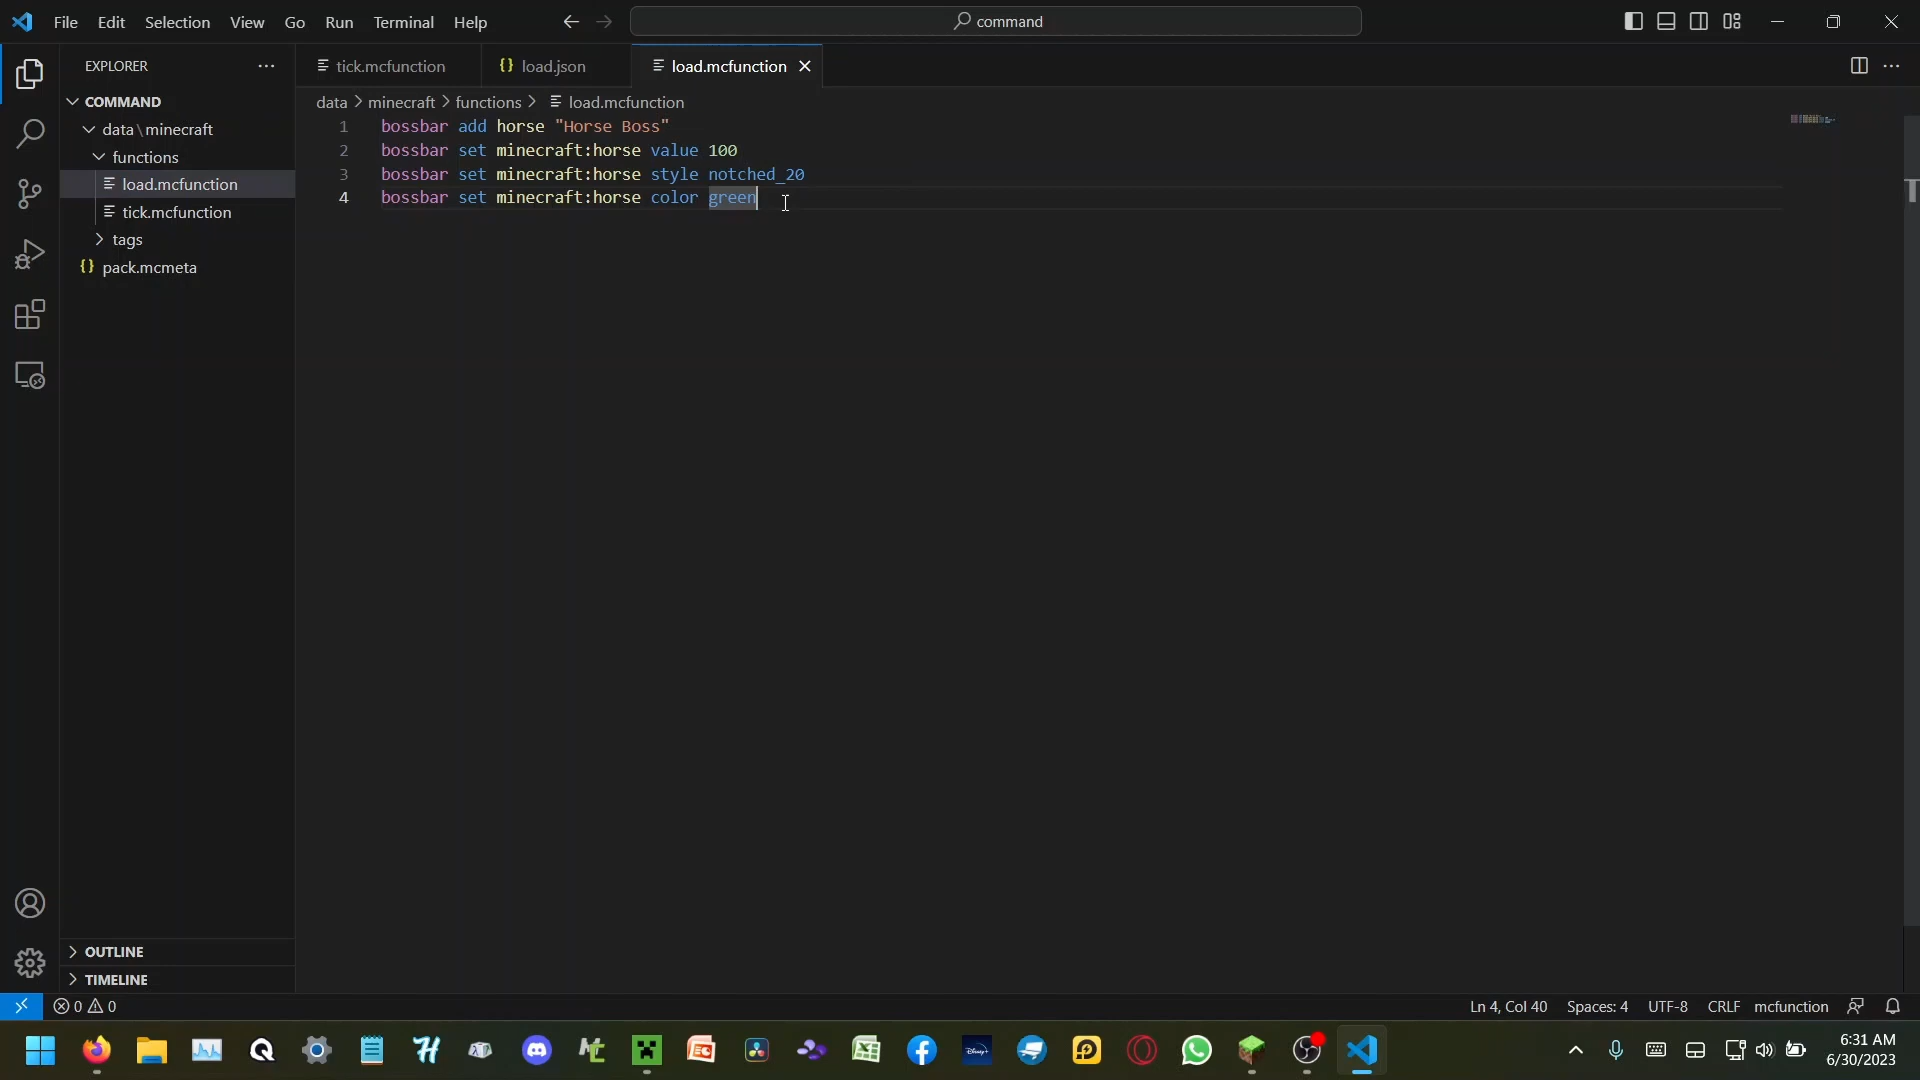 File Edit Selection View Go Run Terminal Help
command
EXPLORER
COMMAND
data\minecraft
functions
load.mcfunction
tick.mcfunction
tags
pack.mcmeta
OUTLINE
TIMELINE
tick.mcfunction
load.json
load.mcfunction
data > minecraft > functions > load.mcfunction
1 bossbar add horse "Horse Boss"
2 bossbar set minecraft:horse value 100
3 bossbar set minecraft:horse style notched_20
4 bossbar set minecraft:horse color green
0 0
Ln 4, Col 40 Spaces: 4 UTF-8 CRLF mcfunction
Disney+
6:31 AM
6/30/2023